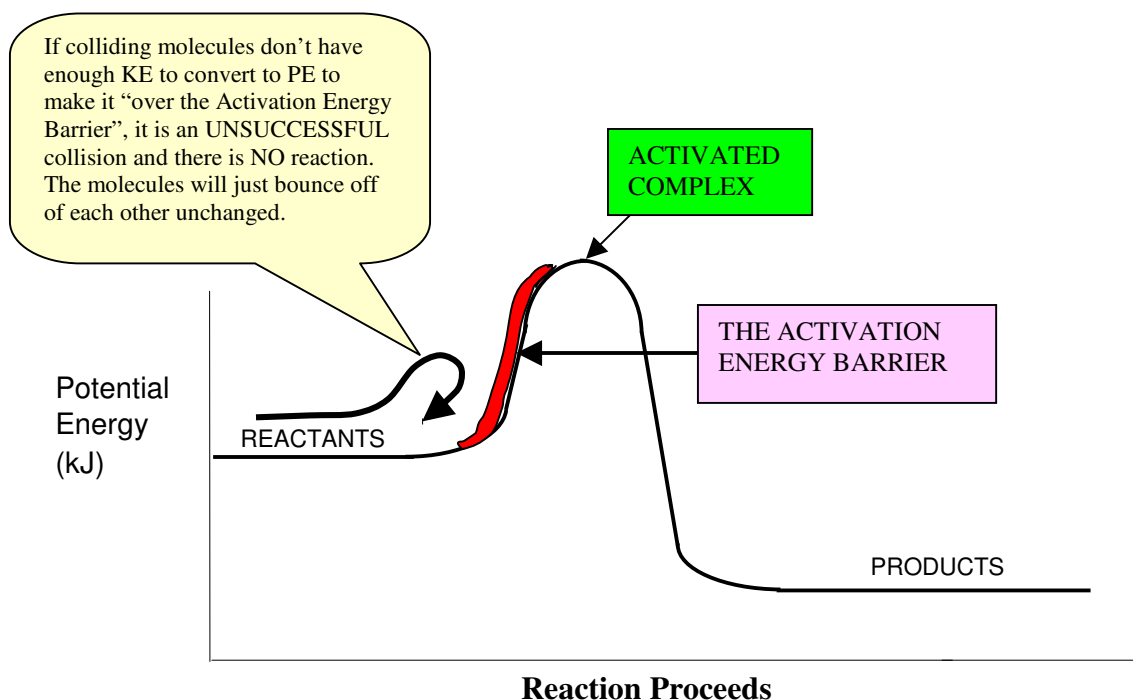 If colliding molecules don’t have
enough KE to convert to PE to
make it “over the Activation Energy
Barrier”, it is an UNSUCCESSFUL
collision and there is NO reaction.
The molecules will just bounce off
of each other unchanged.
ACTIVATED
COMPLEX
THE ACTIVATION
ENERGY BARRIER
Potential
Energy
(kJ)
REACTANTS
PRODUCTS
Reaction Proceeds